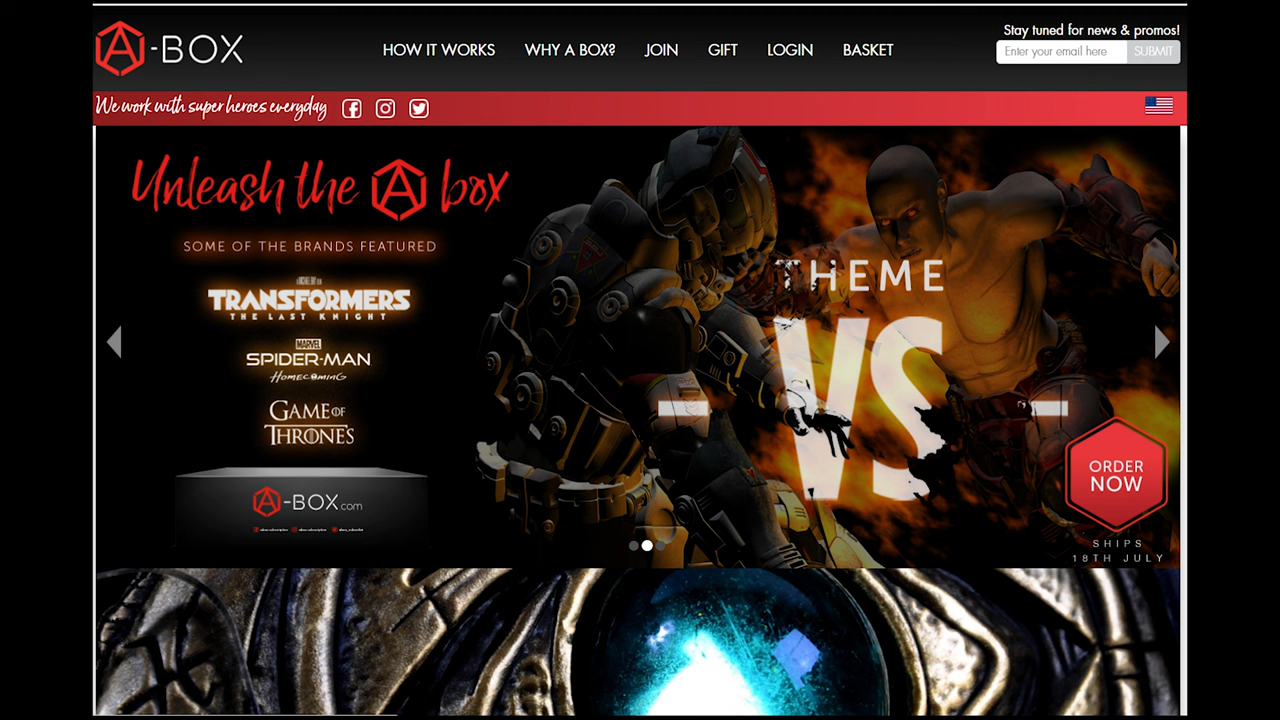 A-BOX
HOW IT WORKS WHY A BOX? JOIN GIFT LOGIN BASKET
Stay tuned for news & promos!
Enter your email here SUBMIT
We work with super heroes everyday
Unleash the A box
SOME OF THE BRANDS FEATURED
TRANSFORMERS
THE LAST KNIGHT
MARVEL
SPIDER-MAN
HOMECOMING
GAME OF
THRONES
A-BOX.com
THEME
VS
ORDER
NOW
SHIPS
18TH JULY